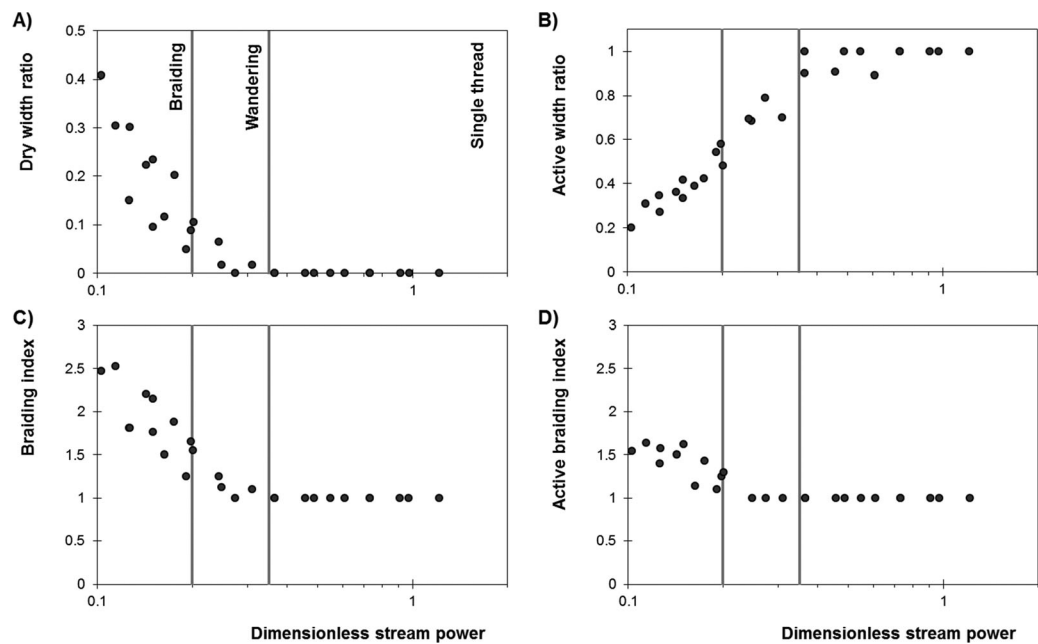 A)
Dry width ratio
0.5
0.4
0.3
0.2
0.1
0
0.1
1
Braiding
Wandering
Single thread
B)
Active width ratio
1
0.8
0.6
0.4
0.2
0
0.1
1
C)
Braiding index
3
2.5
2
1.5
1
0.5
0
0.1
1
Dimensionless stream power
D)
Active braiding index
3
2.5
2
1.5
1
0.5
0
0.1
1
Dimensionless stream power